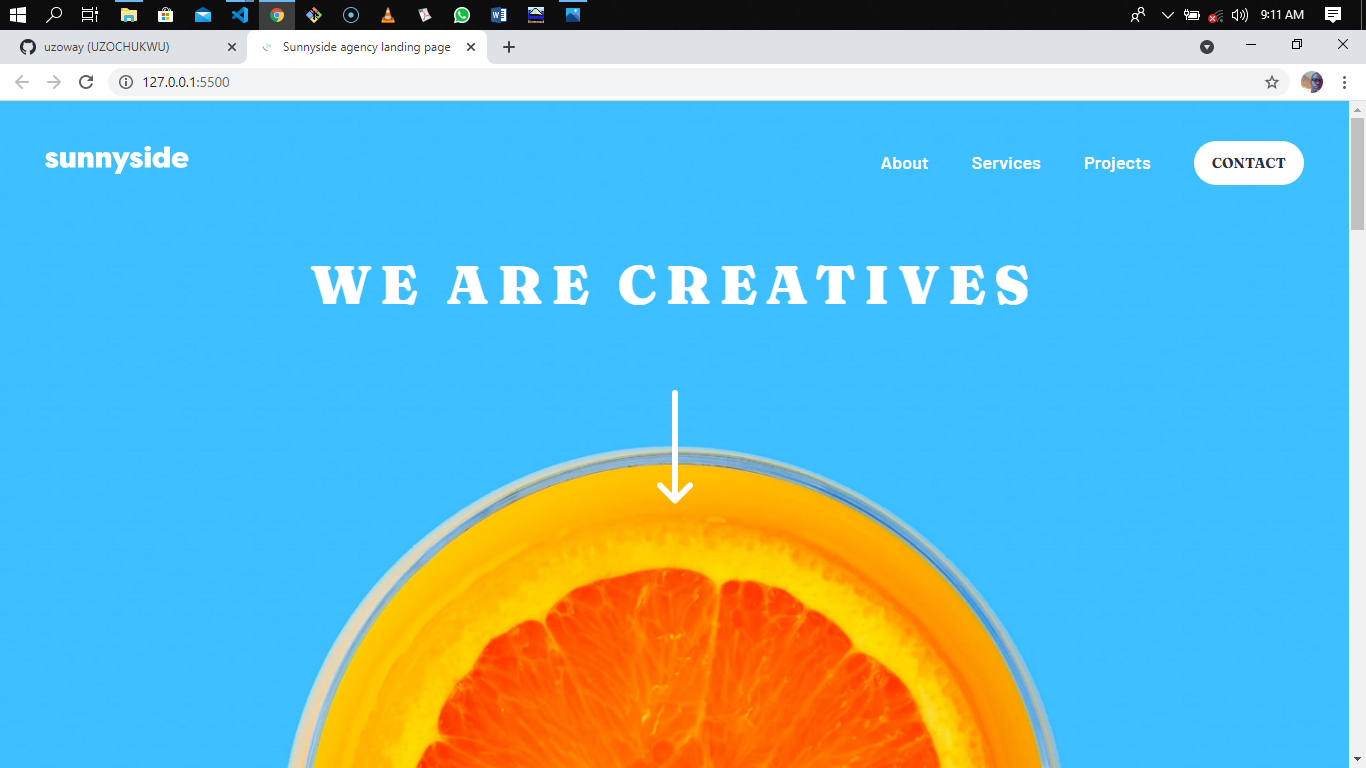 9:11 AM
uzoway (UZOCHUKWU)
Sunnyside agency landing page
127.0.0.1:5500
sunnyside
About
Services
Projects
CONTACT
WE ARE CREATIVES